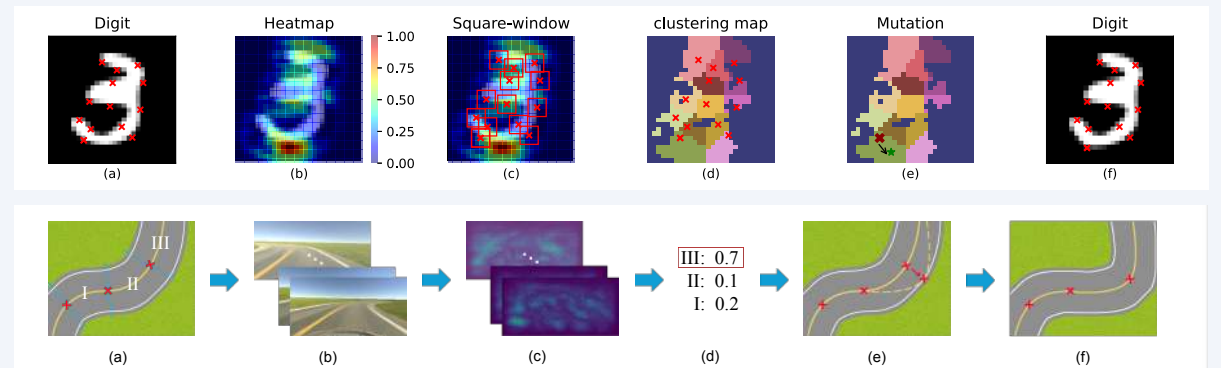 Digit
Heatmap
Square-window
clustering map
Mutation
Digit
1.00
0.75
0.50
0.25
0.00
(a)
(b)
(c)
(d)
(e)
(f)
I
II
III
III: 0.7
II: 0.1
I: 0.2
(a)
(b)
(c)
(d)
(e)
(f)